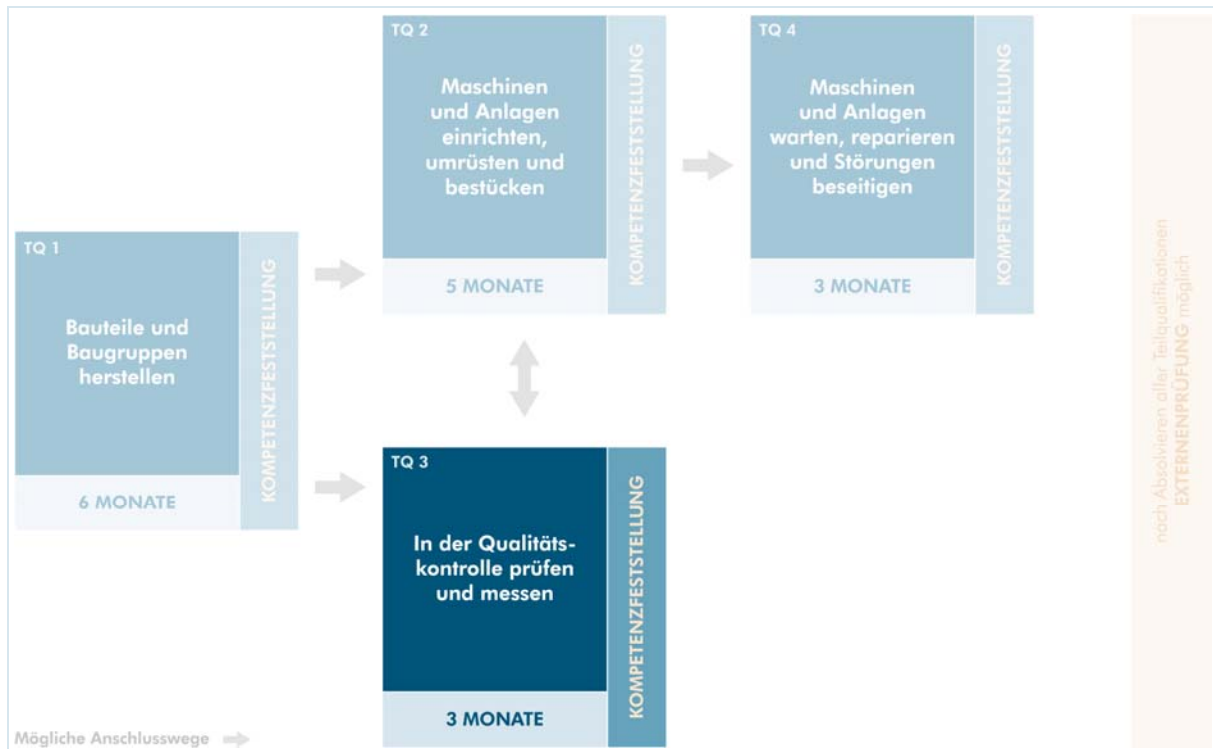 TQ 1
Bauteile und
Baugruppen
herstellen
6 MONATE
KOMPETENZFESTSTELLUNG
TQ 2
Maschinen
und Anlagen
einrichten,
umrüsten und
bestücken
5 MONATE
KOMPETENZFESTSTELLUNG
TQ 4
Maschinen
und Anlagen
warten, reparieren
und Störungen
beseitigen
3 MONATE
KOMPETENZFESTSTELLUNG
TQ 3
In der Qualitäts-
kontrolle prüfen
und messen
3 MONATE
KOMPETENZFESTSTELLUNG
nach Absolvieren aller Teilqualifikationen
EXTERNENPRÜFUNG möglich
Mögliche Anschlusswege